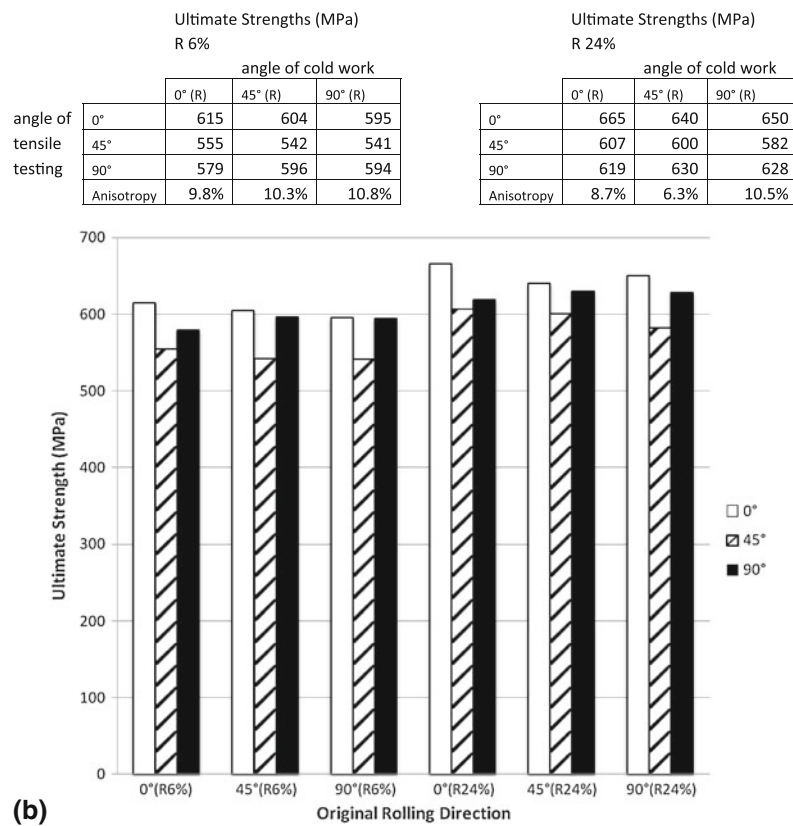 Ultimate Strengths (MPa)
R 6%
angle of cold work
0° (R) 45° (R) 90° (R)
angle of 0° 615 604 595
tensile 45° 555 542 541
testing 90° 579 596 594
Anisotropy 9.8% 10.3% 10.8%
Ultimate Strengths (MPa)
R 24%
angle of cold work
0° (R) 45° (R) 90° (R)
0° 665 640 650
45° 607 600 582
90° 619 630 628
Anisotropy 8.7% 6.3% 10.5%
700
600
500
400
300
200
100
0
Ultimate Strength (MPa)
0°
45°
90°
0°(R6%) 45°(R6%) 90°(R6%) 0°(R24%) 45°(R24%) 90°(R24%)
Original Rolling Direction
(b)